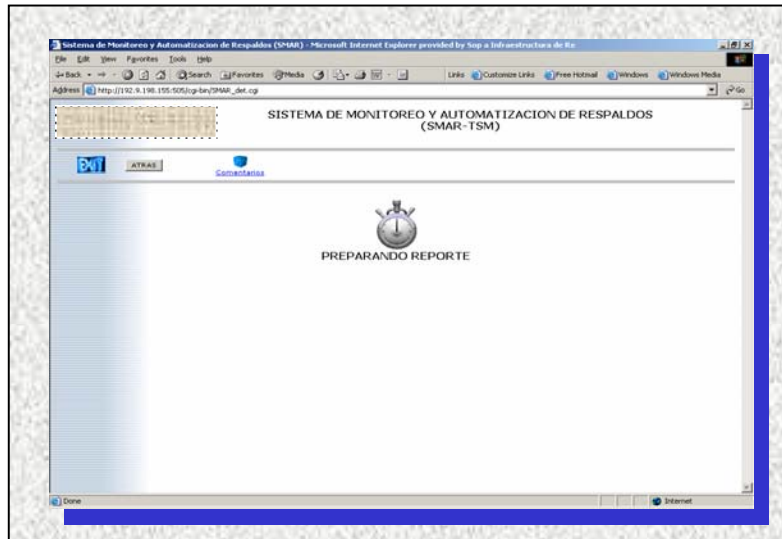 Sistema de Monitoreo y Automatizacion de Respaldos (SMAR) - Microsoft Internet Explorer provided by Sop a Infraestructura de Re
File Edit View Favorites Tools Help
Back Search Favorites Media Links Customize Links Free Hotmail Windows Windows Media
Address http://192.9.198.155:505/cgi-bin/SMAR_det.cgi Go
SISTEMA DE MONITOREO Y AUTOMATIZACION DE RESPALDOS
(SMAR-TSM)
EXIT ATRAS Comentarios
PREPARANDO REPORTE
Done Internet